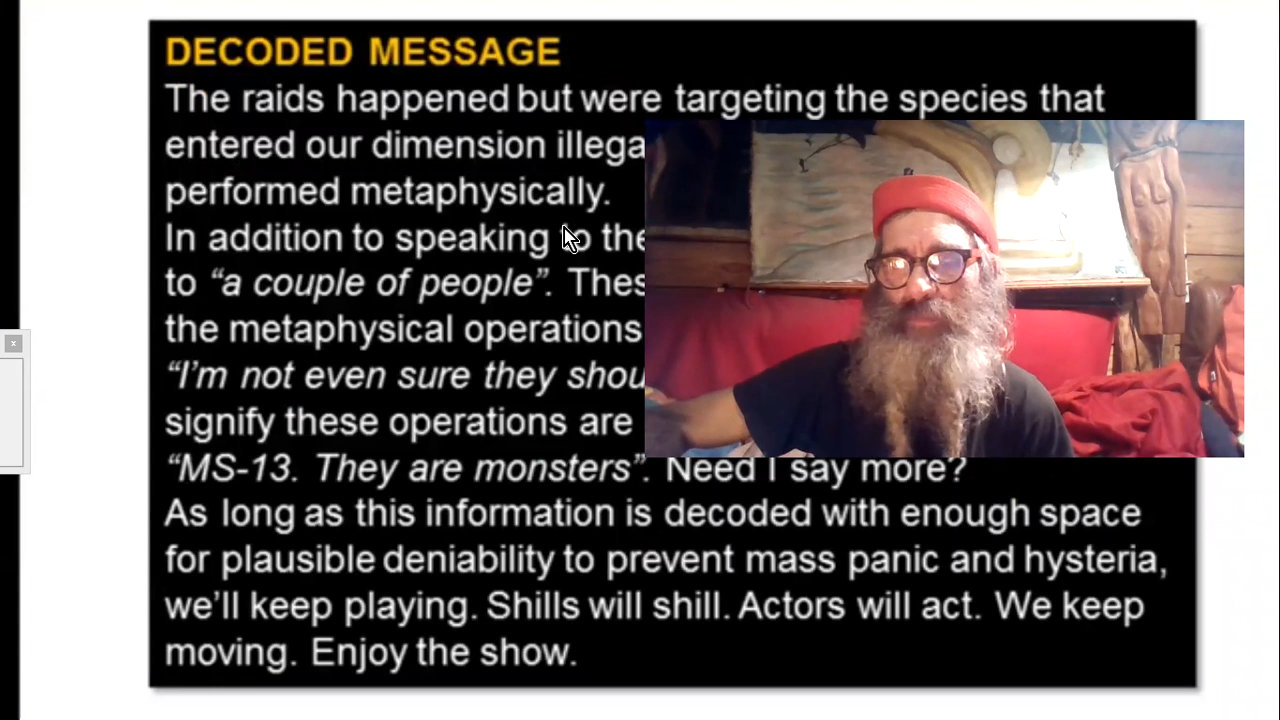 DECODED MESSAGE
The raids happened but were targeting the species that
entered our dimension illega
performed metaphysically.
In addition to speaking to the
to “a couple of people”. Thes
the metaphysical operations
“I’m not even sure they shou
signify these operations are
“MS-13. They are monsters”. Need I say more?
As long as this information is decoded with enough space
for plausible deniability to prevent mass panic and hysteria,
we’ll keep playing. Shills will shill. Actors will act. We keep
moving. Enjoy the show.